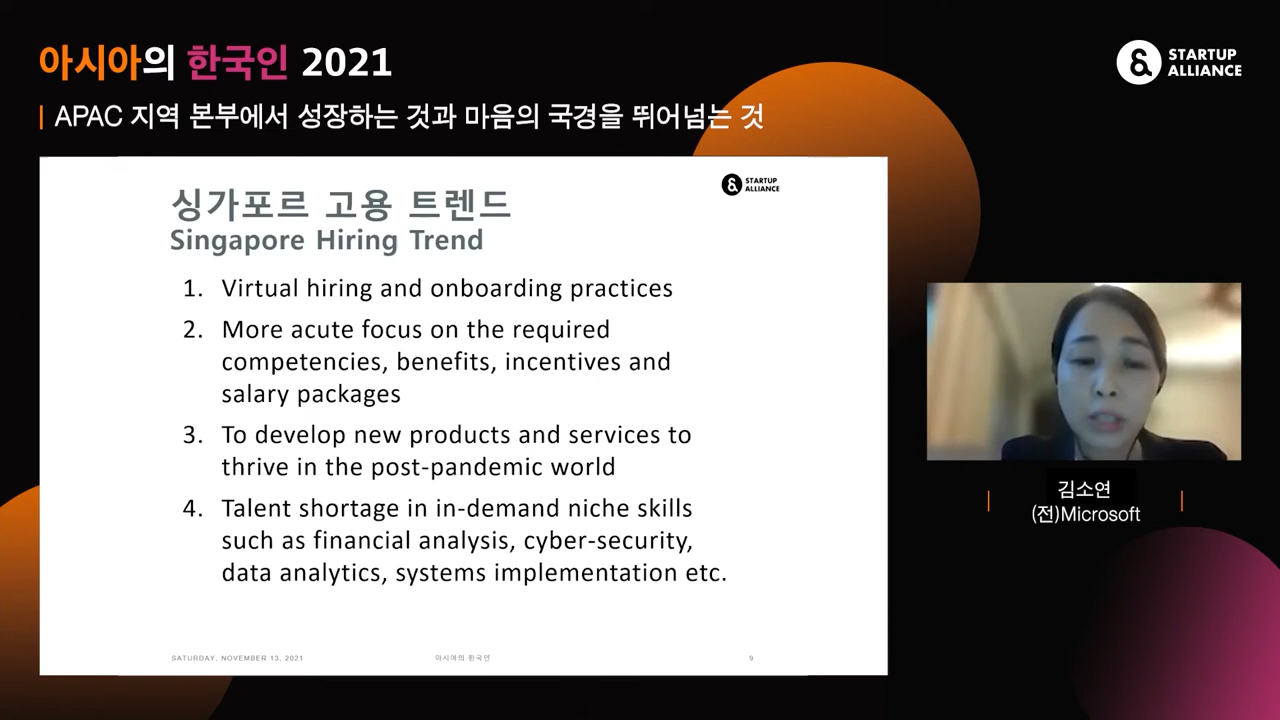 아시아의 한국인 2021
STARTUP
ALLIANCE
APAC 지역 본부에서 성장하는 것과 마음의 국경을 뛰어넘는 것
STARTUP
ALLIANCE
싱가포르 고용 트렌드
Singapore Hiring Trend
1. Virtual hiring and onboarding practices
2. More acute focus on the required
competencies, benefits, incentives and
salary packages
3. To develop new products and services to
thrive in the post-pandemic world
4. Talent shortage in in-demand niche skills
such as financial analysis, cyber-security,
data analytics, systems implementation etc.
SATURDAY, NOVEMBER 13, 2021
아시아의 한국인
9
김소연
(전)Microsoft